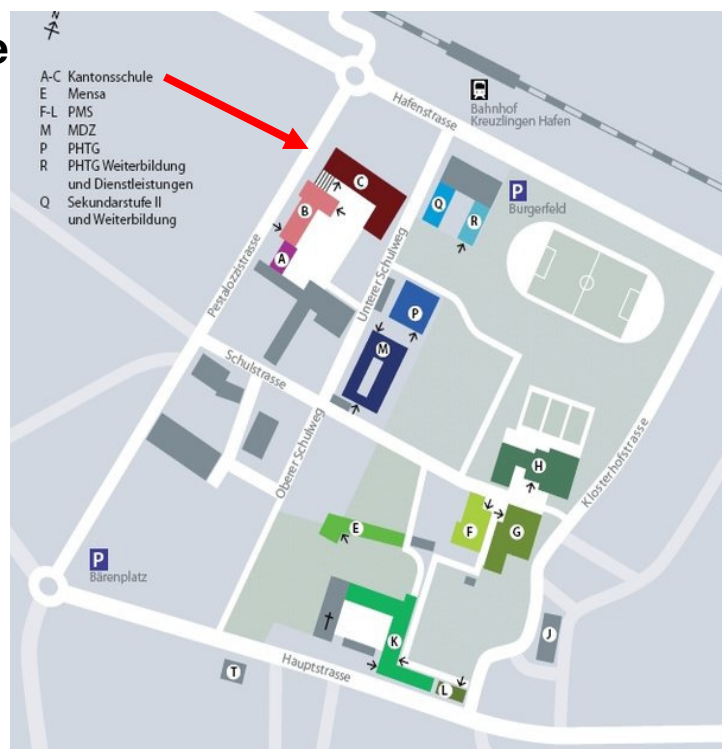 e
A-C Kantonsschule
E Mensa
F-L PMS
M MDZ
P PHTG
R PHTG Weiterbildung
und Dienstleistungen
Q Sekundarstufe II
und Weiterbildung
Hafenstrasse
Bahnhof
Kreuzlingen Hafen
P
Burgerfeld
C
B
A
Q
R
P
M
Pestalozzistrasse
Unterer Schulweg
Schulstrasse
Oberer Schulweg
Klosterhofstrasse
H
F
G
E
P
Bärenplatz
K
J
L
T
Hauptstrasse